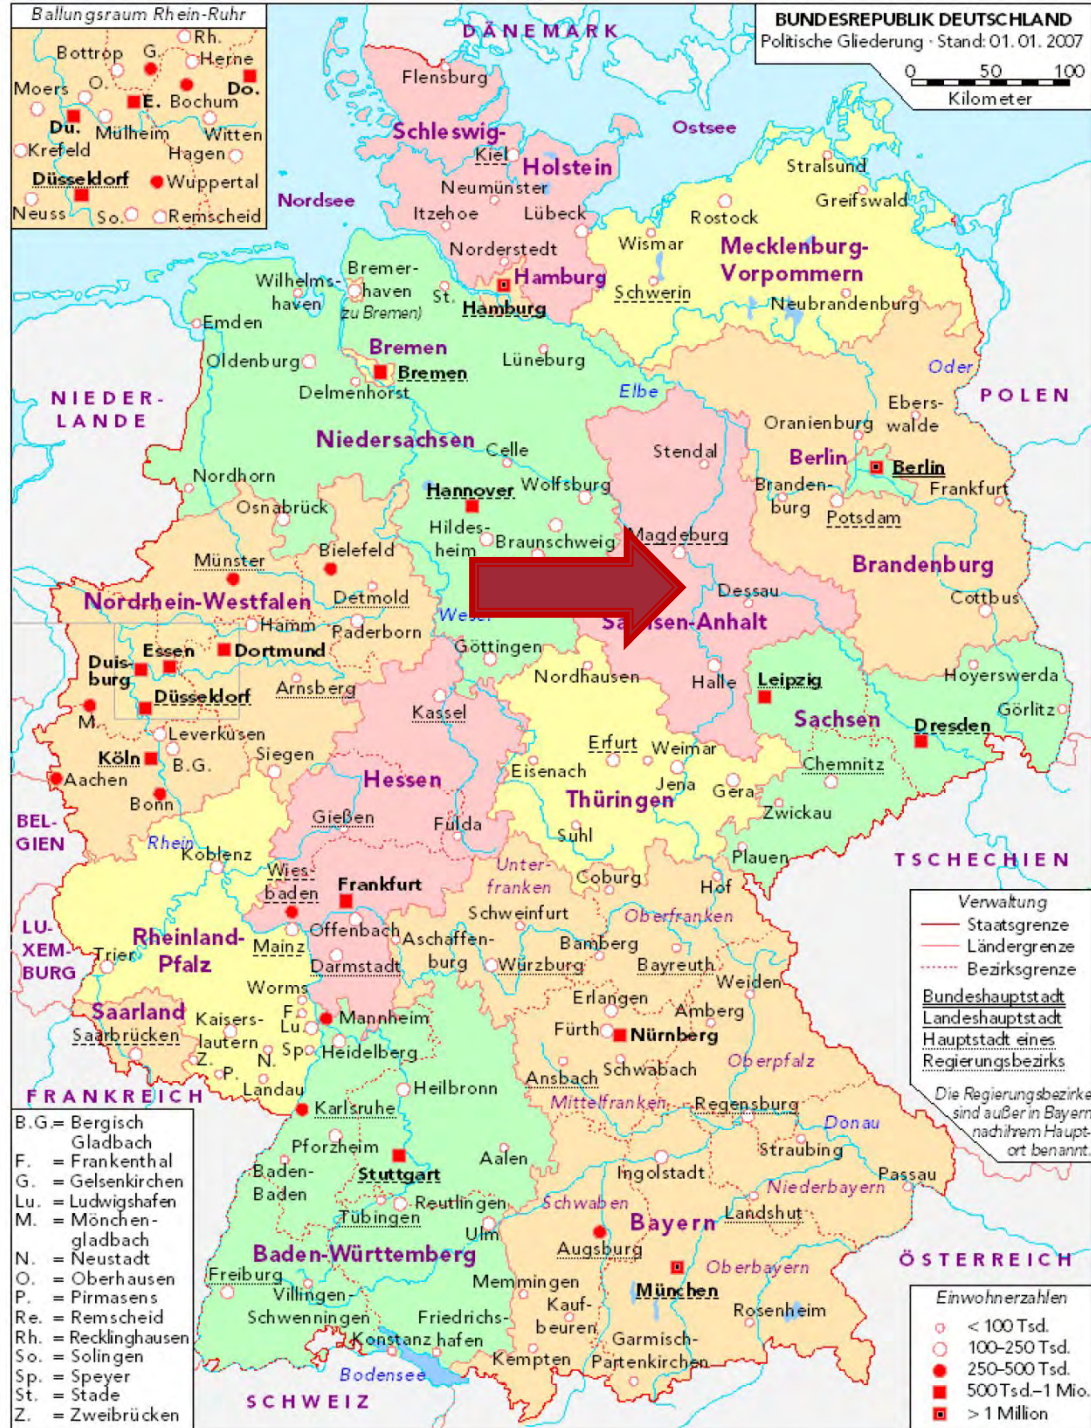 Ballungsraum Rhein-Ruhr
Rh.
Bottrop
G.
Herne
Moers
O.
E.
Do.
Bochum
Du.
Mülheim
Witten
Krefeld
Hagen
Düsseldorf
Wuppertal
Neuss
So.
Remscheid
DÄNEMARK
BUNDESREPUBLIK DEUTSCHLAND
Politische Gliederung · Stand: 01. 01. 2007
0 50 100
Kilometer
Flensburg
Schleswig-
Holstein
Kiel
Ostsee
Nordsee
Neumünster
Itzehoe
Lübeck
Norderstedt
Stralsund
Greifswald
Rostock
Wismar
Mecklenburg-
Vorpommern
Schwerin
Neubrandenburg
Hamburg
Hamburg
St.
Wilhelms-
haven
Bremer-
haven
(zu Bremen)
Emden
Oldenburg
Bremen
Bremen
Delmenhorst
Lüneburg
Elbe
Oder
NIEDER-
LANDE
POLEN
Niedersachsen
Celle
Stendal
Oranienburg
Ebers-
walde
Berlin
Berlin
Nordhorn
Hannover
Wolfsburg
Branden-
burg
Potsdam
Frankfurt
Osnabrück
Hildes-
heim
Braunschweig
Magdeburg
Brandenburg
Münster
Bielefeld
Detmold
Dessau
Cottbus
Nordrhein-Westfalen
Weser
Sachsen-Anhalt
Hamm
Paderborn
Göttingen
Nordhausen
Halle
Leipzig
Hoyerswerda
Görlitz
Duis-
burg
Essen
Dortmund
Düsseldorf
Arnsberg
Kassel
M.
Sachsen
Dresden
Leverkusen
Köln
B.G.
Siegen
Aachen
Bonn
Hessen
Erfurt
Weimar
Eisenach
Jena
Gera
Chemnitz
Thüringen
Zwickau
BEL-
GIEN
Rhein
Gießen
Fulda
Suhl
Plauen
TSCHECHIEN
Koblenz
Wies-
baden
Frankfurt
Unter-
franken
Coburg
Hof
Offenbach
Schweinfurt
Oberfranken
LU-
XEM-
BURG
Rheinland-
Pfalz
Mainz
Trier
Darmstadt
Aschaffen-
burg
Würzburg
Bamberg
Bayreuth
Weiden
Worms
Erlangen
Amberg
Saarland
Saarbrücken
Kaisers-
lautern
F.
Lu.
Mannheim
Fürth
Nürnberg
Sp.
Heidelberg
Z.
P.
N.
Landau
Ansbach
Schwabach
Oberpfalz
Heilbronn
Mittelfranken
Regensburg
FRANKREICH
Karlsruhe
Pforzheim
Donau
Straubing
Baden-
Baden
Stuttgart
Aalen
Ingolstadt
Passau
Tübingen
Reutlingen
Schwaben
Niederbayern
Landshut
Ulm
Bayern
Augsburg
Baden-Württemberg
Freiburg
Oberbayern
München
ÖSTERREICH
Villingen-
Schwenningen
Memmingen
Kauf-
beuren
Rosenheim
Friedrichs-
hafen
Konstanz
Bodensee
Kempten
Garmisch-
Partenkirchen
SCHWEIZ
Verwaltung
Staatsgrenze
Ländergrenze
Bezirksgrenze
Bundeshauptstadt
Landeshauptstadt
Hauptstadt eines
Regierungsbezirks
Die Regierungsbezirke
sind außer in Bayern
nach ihrem Haupt-
ort benannt.
B.G.= Bergisch
Gladbach
F. = Frankenthal
G. = Gelsenkirchen
Lu. = Ludwigshafen
M. = Mönchen-
gladbach
N. = Neustadt
O. = Oberhausen
P. = Pirmasens
Re. = Remscheid
Rh. = Recklinghausen
So. = Solingen
Sp. = Speyer
St. = Stade
Z. = Zweibrücken
Einwohnerzahlen
< 100 Tsd.
100–250 Tsd.
250–500 Tsd.
500 Tsd.–1 Mio.
> 1 Million